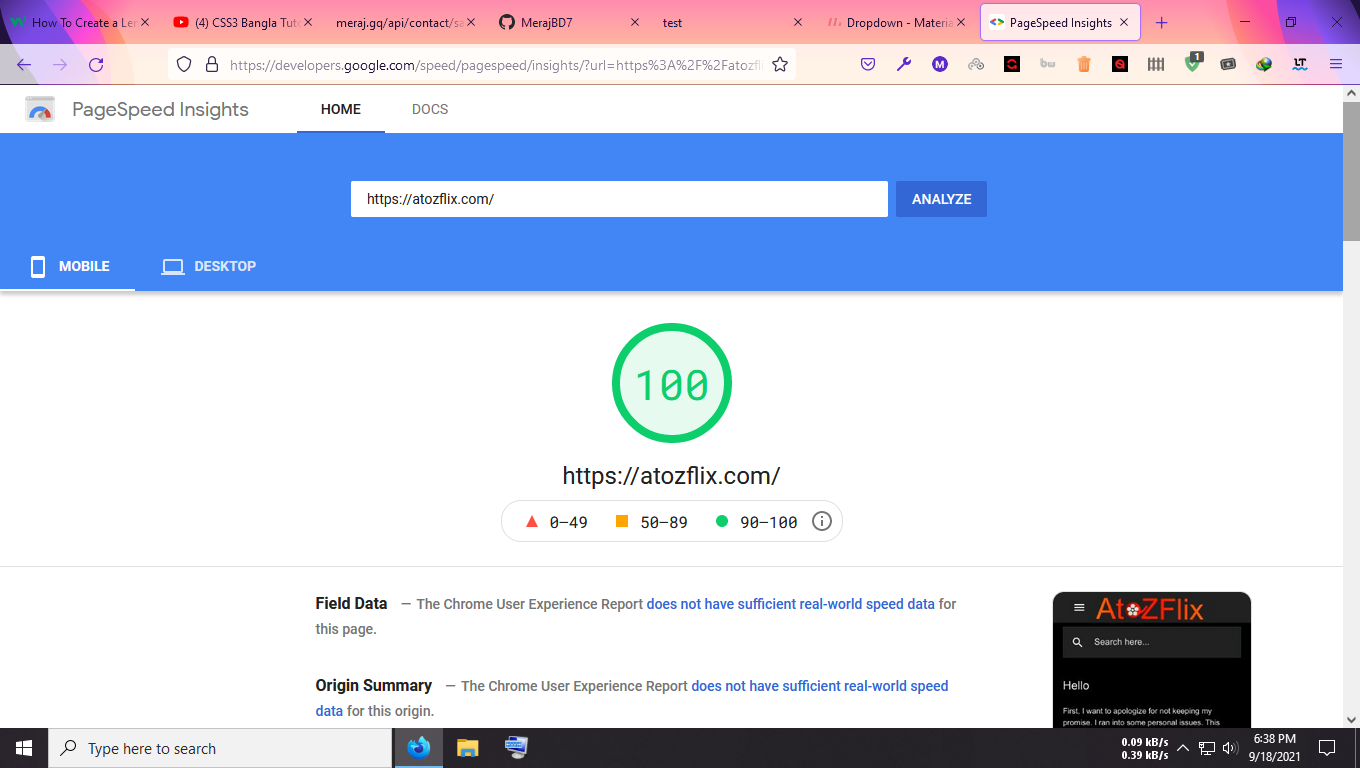 How To Create a Len
(4) CSS3 Bangla Tuto
meraj.gq/api/contact/sa
MerajBD7
test
Dropdown - Materia
PageSpeed Insights
https://developers.google.com/speed/pagespeed/insights/?url=https%3A%2F%2Fatozfl
1
PageSpeed Insights
HOME
DOCS
https://atozflix.com/
ANALYZE
MOBILE
DESKTOP
100
https://atozflix.com/
0–49
50–89
90–100
Field Data — The Chrome User Experience Report does not have sufficient real-world speed data for
this page.
Origin Summary — The Chrome User Experience Report does not have sufficient real-world speed
data for this origin.
AtoZFlix
Search here...
Hello
First, I want to apologize for not keeping my
promise. I ran into some personal issues. This
Type here to search
0.09 kB/s
0.39 kB/s
6:38 PM
9/18/2021